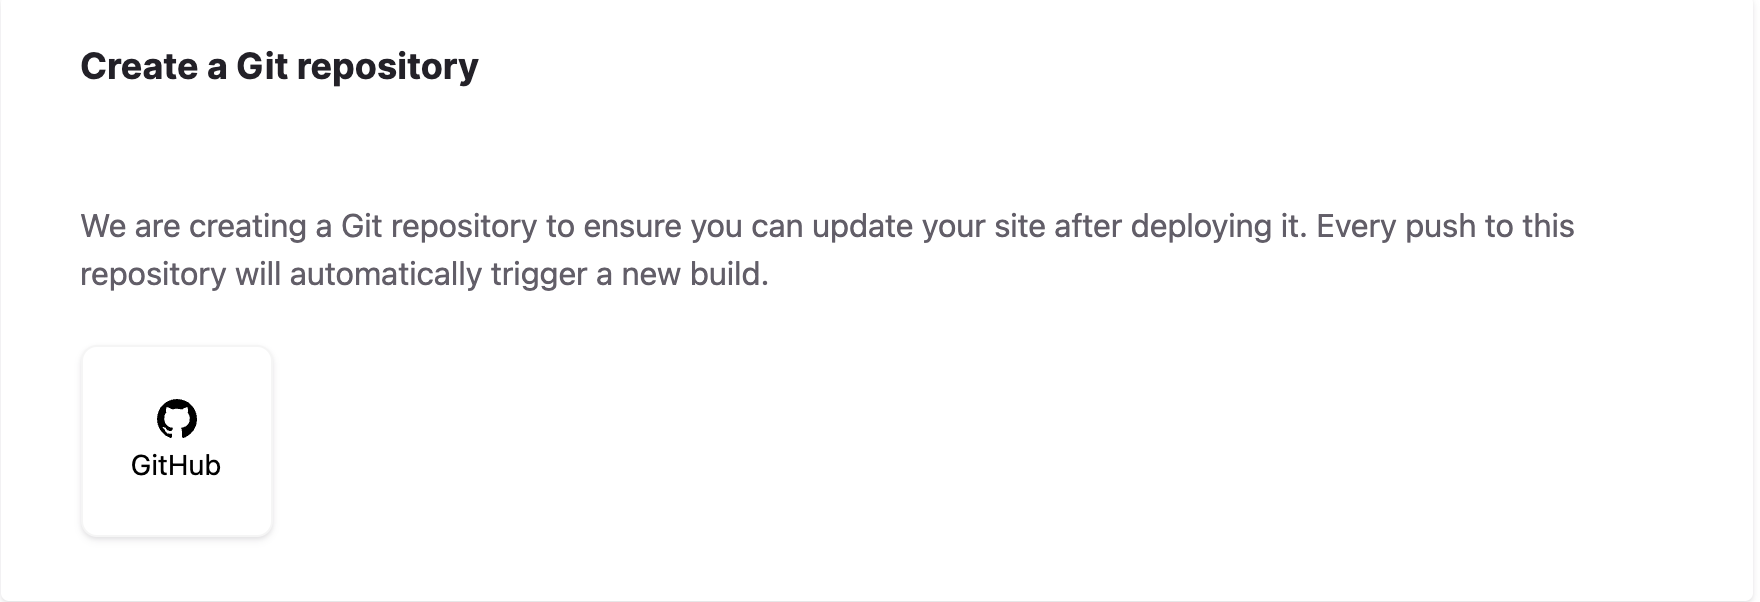 Create a Git repository
We are creating a Git repository to ensure you can update your site after deploying it. Every push to this
repository will automatically trigger a new build.
GitHub